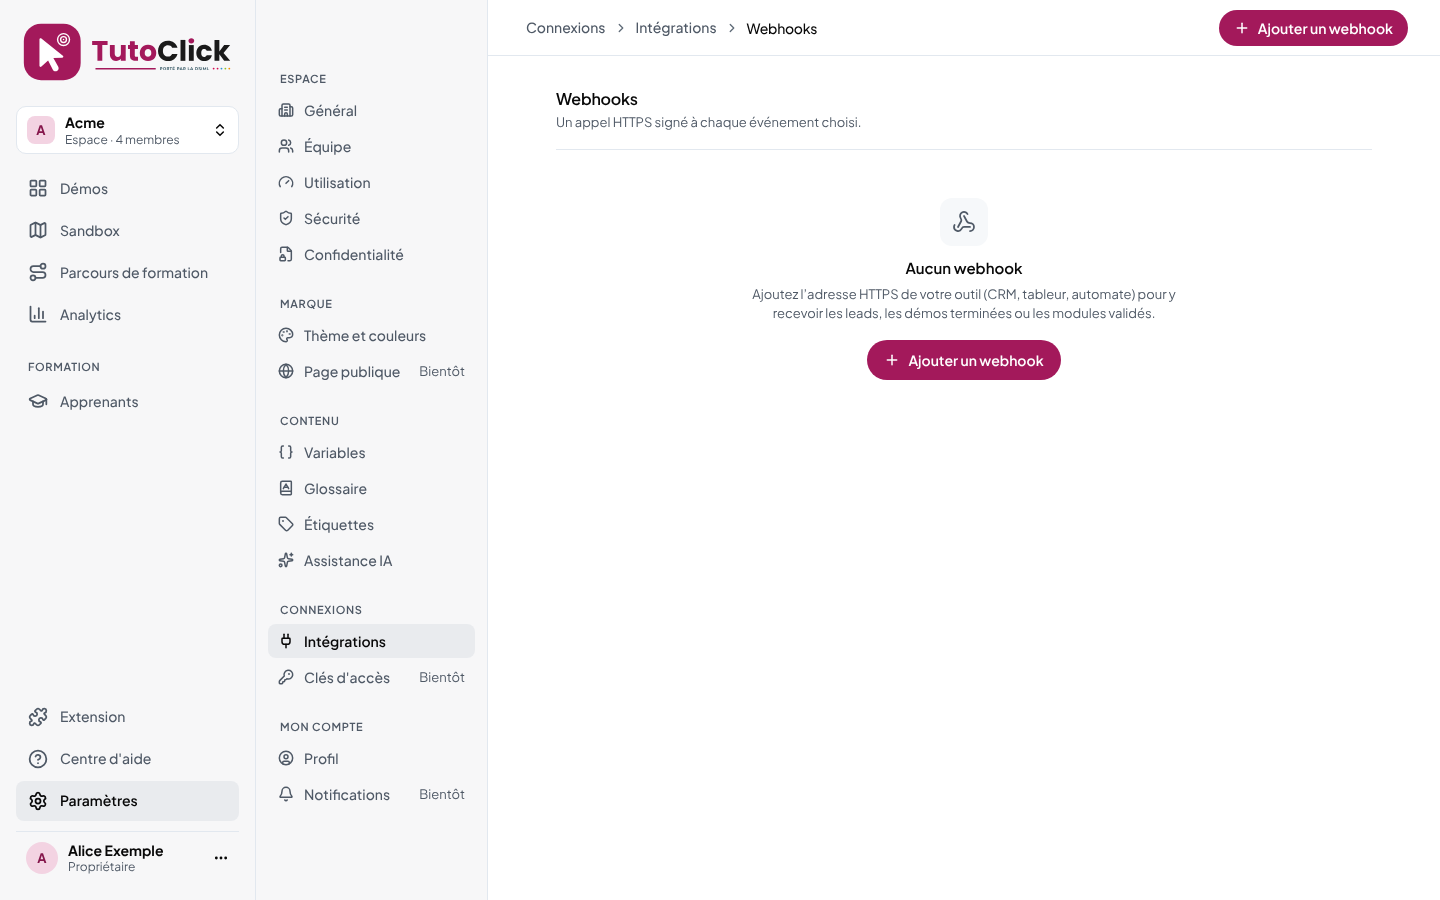 TutoClick
PORTÉ PAR LA DSIML
A
Acme
Espace · 4 membres
Démos
Sandbox
Parcours de formation
Analytics
FORMATION
Apprenants
Extension
Centre d'aide
Paramètres
A
Alice Exemple
Propriétaire
ESPACE
Général
Équipe
Utilisation
Sécurité
Confidentialité
MARQUE
Thème et couleurs
Page publique Bientôt
CONTENU
Variables
Glossaire
Étiquettes
Assistance IA
CONNEXIONS
Intégrations
Clés d'accès Bientôt
MON COMPTE
Profil
Notifications Bientôt
Connexions > Intégrations > Webhooks
+ Ajouter un webhook
Webhooks
Un appel HTTPS signé à chaque événement choisi.
Aucun webhook
Ajoutez l'adresse HTTPS de votre outil (CRM, tableur, automate) pour y
recevoir les leads, les démos terminées ou les modules validés.
+ Ajouter un webhook